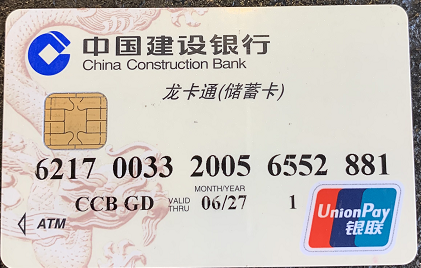 中国建设银行
China Construction Bank
龙卡通(储蓄卡)
6217 0033 2005 6552 881
MONTH/YEAR
CCB GD VALID THRU 06/27 1
ATM
UnionPay
银联